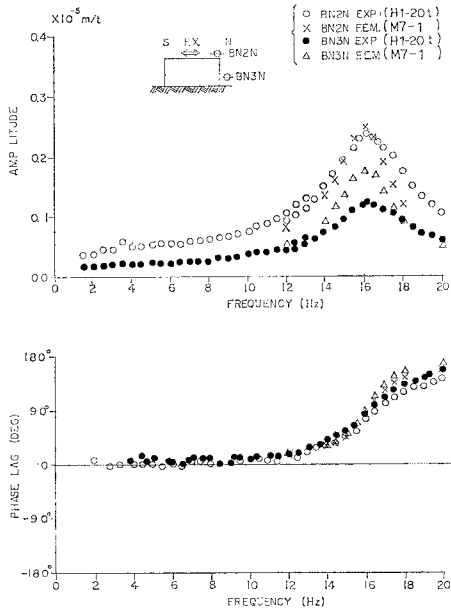 X10⁻⁵ m/t
○ BN2N EXP (H1-20t)
× BN2N F.E.M. (M7-1)
● BN3N EXP (H1-20t)
△ BN3N F.E.M (M7-1)
S EX. N
BN2N
BN3N
AMPLITUDE
0.4
0.3
0.2
0.1
0.0
0 2 4 6 8 10 12 14 16 18 20
FREQUENCY (Hz)
PHASE LAG (DEG)
180°
90°
0
-90°
-180°
0 2 4 6 8 10 12 14 16 18 20
FREQUENCY (Hz)